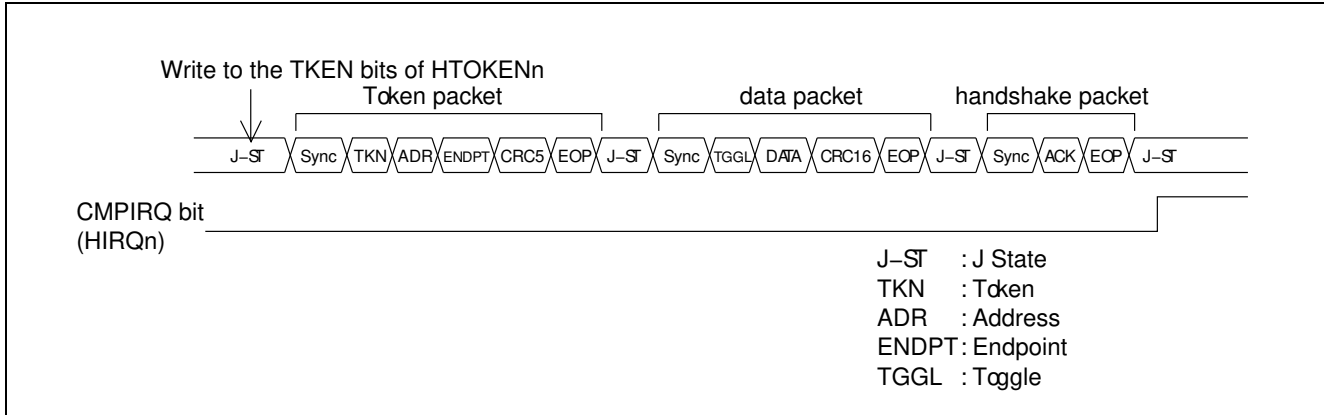 Write to the TKEN bits of HTOKENn
Token packet data packet handshake packet
J–ST Sync TKN ADR ENDPT CRC5 EOP J–ST Sync TGGL DATA CRC16 EOP J–ST Sync ACK EOP J–ST
CMPIRQ bit
(HIRQn)
J–ST : J State
TKN : Token
ADR : Address
ENDPT : Endpoint
TGGL : Toggle